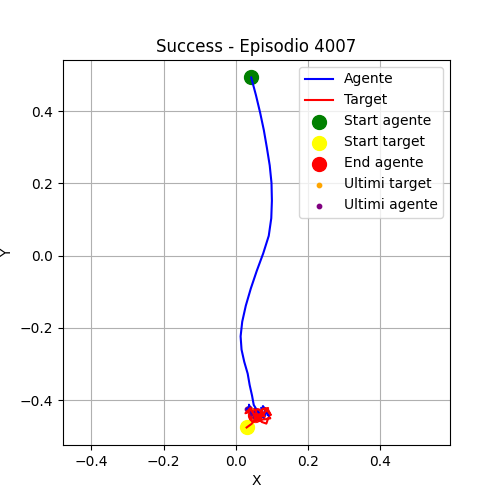 Success - Episodio 4007
Agente
Target
Start agente
Start target
End agente
Ultimi target
Ultimi agente
0.4
0.2
0.0
−0.2
−0.4
Y
−0.4
−0.2
0.0
0.2
0.4
X